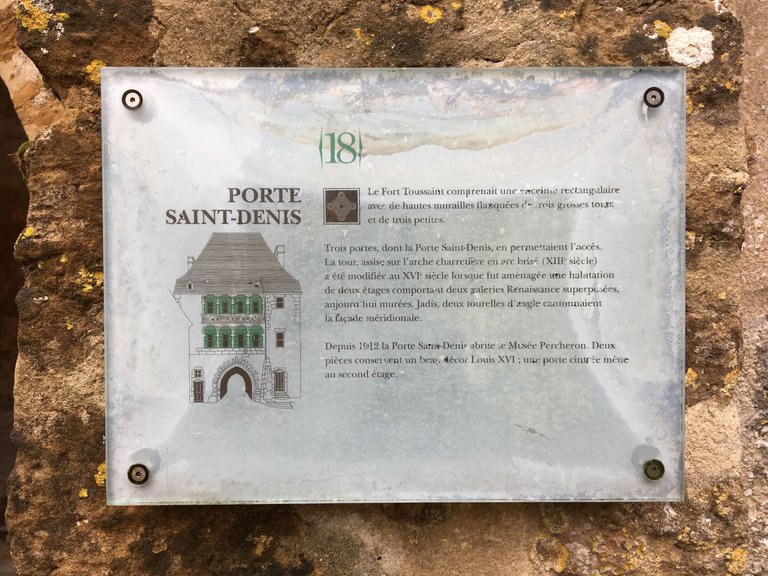 18
PORTE
SAINT-DENIS
Le Fort Toussaint comprenait une enceinte rectangulaire
avec de hautes murailles flanquées de trois grosses tours
et de trois petites.
Trois portes, dont la Porte Saint-Denis, en permettaient l'accès.
La tour, assise sur l'arche charretière en arc brisé (XIIIe siècle)
a été modifiée au XVIe siècle lorsque fut aménagée une habitation
de deux étages comportant deux galeries Renaissance superposées,
aujourd'hui murées. Jadis, deux tourelles d'angle cantonnaient
la façade méridionale.
Depuis 1912 la Porte Saint-Denis abrite le Musée Percheron. Deux
pièces conservent un beau décor Louis XVI ; une porte cintrée mène
au second étage.